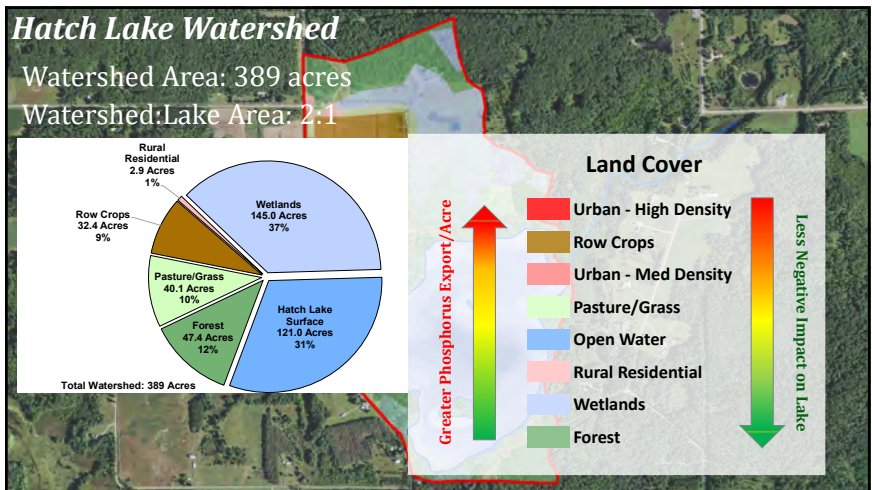 Hatch Lake Watershed
Watershed Area: 389 acres
Watershed:Lake Area: 2:1
Rural
Residential
2.9 Acres
1%
Wetlands
145.0 Acres
37%
Row Crops
32.4 Acres
9%
Pasture/Grass
40.1 Acres
10%
Hatch Lake
Surface
121.0 Acres
31%
Forest
47.4 Acres
12%
Total Watershed: 389 Acres
Land Cover
Greater Phosphorus Export/Acre
Urban - High Density
Row Crops
Urban - Med Density
Pasture/Grass
Open Water
Rural Residential
Wetlands
Forest
Less Negative Impact on Lake